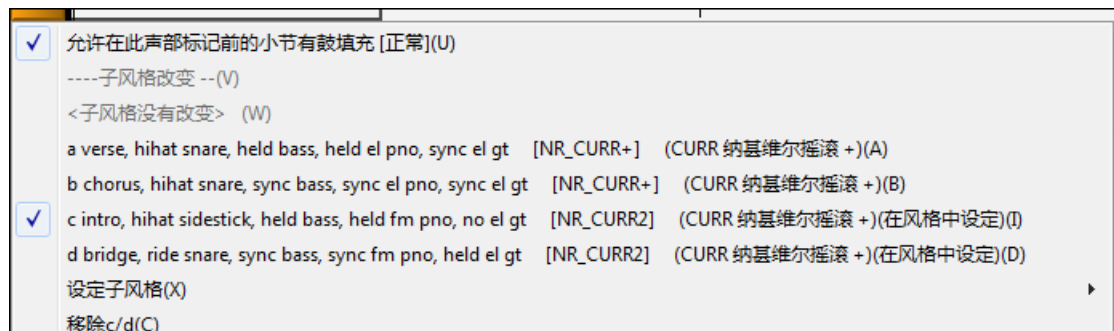 允许在此声部标记前的小节有鼓填充 [正常](U)
----子风格改变 --(V)
<子风格没有改变> (W)
a verse, hihat snare, held bass, held el pno, sync el gt [NR_CURR+] (CURR 纳基维尔摇滚 +)(A)
b chorus, hihat snare, sync bass, sync el pno, sync el gt [NR_CURR+] (CURR 纳基维尔摇滚 +)(B)
c intro, hihat sidestick, held bass, held fm pno, no el gt [NR_CURR2] (CURR 纳基维尔摇滚 +)(在风格中设定)(I)
d bridge, ride snare, sync bass, sync fm pno, held el gt [NR_CURR2] (CURR 纳基维尔摇滚 +)(在风格中设定)(D)
设定子风格(X)
移除c/d(C)